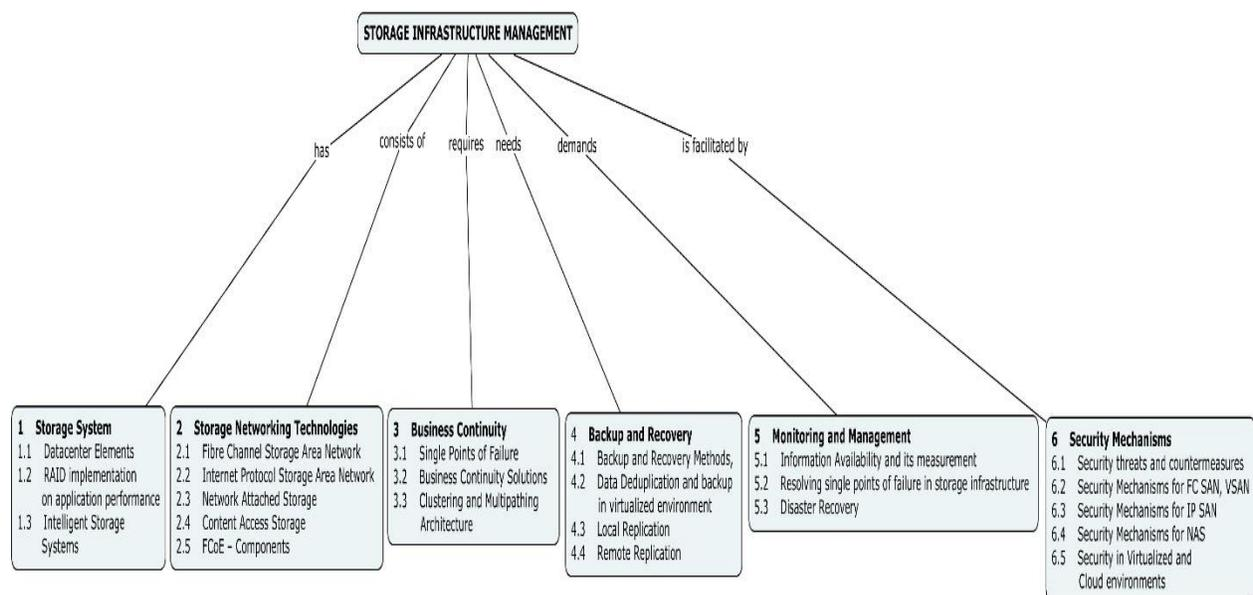 STORAGE INFRASTRUCTURE MANAGEMENT
has
consists of
requires
needs
demands
is facilitated by
1 Storage System
1.1 Datacenter Elements
1.2 RAID implementation
on application performance
1.3 Intelligent Storage
Systems
2 Storage Networking Technologies
2.1 Fibre Channel Storage Area Network
2.2 Internet Protocol Storage Area Network
2.3 Network Attached Storage
2.4 Content Access Storage
2.5 FCoE – Components
3 Business Continuity
3.1 Single Points of Failure
3.2 Business Continuity Solutions
3.3 Clustering and Multipathing
Architecture
4 Backup and Recovery
4.1 Backup and Recovery Methods,
4.2 Data Deduplication and backup
in virtualized environment
4.3 Local Replication
4.4 Remote Replication
5 Monitoring and Management
5.1 Information Availability and its measurement
5.2 Resolving single points of failure in storage infrastructure
5.3 Disaster Recovery
6 Security Mechanisms
6.1 Security threats and countermeasures
6.2 Security Mechanisms for FC SAN, VSAN
6.3 Security Mechanisms for IP SAN
6.4 Security Mechanisms for NAS
6.5 Security in Virtualized and
Cloud environments